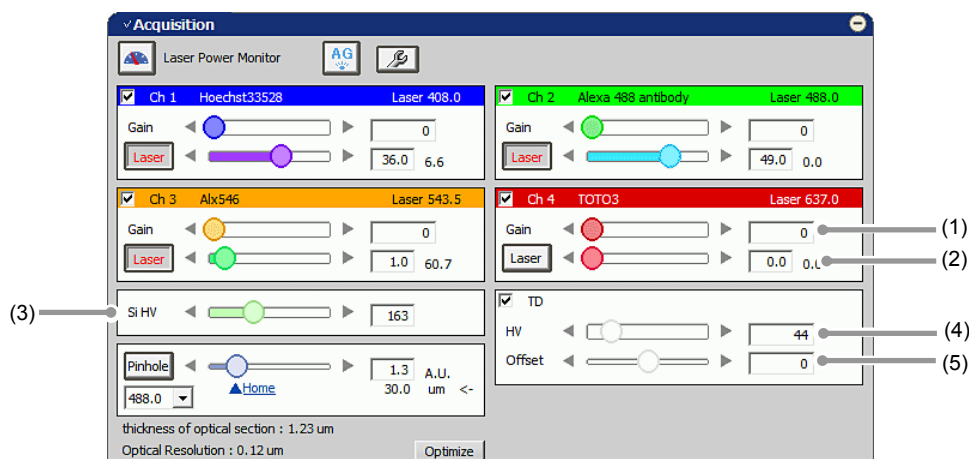 Acquisition
Laser Power Monitor AG
Ch 1 Hoechst33528 Laser 408.0
Gain 0
Laser 36.0 6.6
Ch 2 Alexa 488 antibody Laser 488.0
Gain 0
Laser 49.0 0.0
Ch 3 Alx546 Laser 543.5
Gain 0
Laser 1.0 60.7
Ch 4 TOTO3 Laser 637.0
Gain 0 (1)
Laser 0.0 0.0 (2)
(3) Si HV 163
TD
HV 44 (4)
Offset 0 (5)
Pinhole 1.3 A.U.
488.0 Home 30.0 um <-
thickness of optical section : 1.23 um
Optical Resolution : 0.12 um Optimize